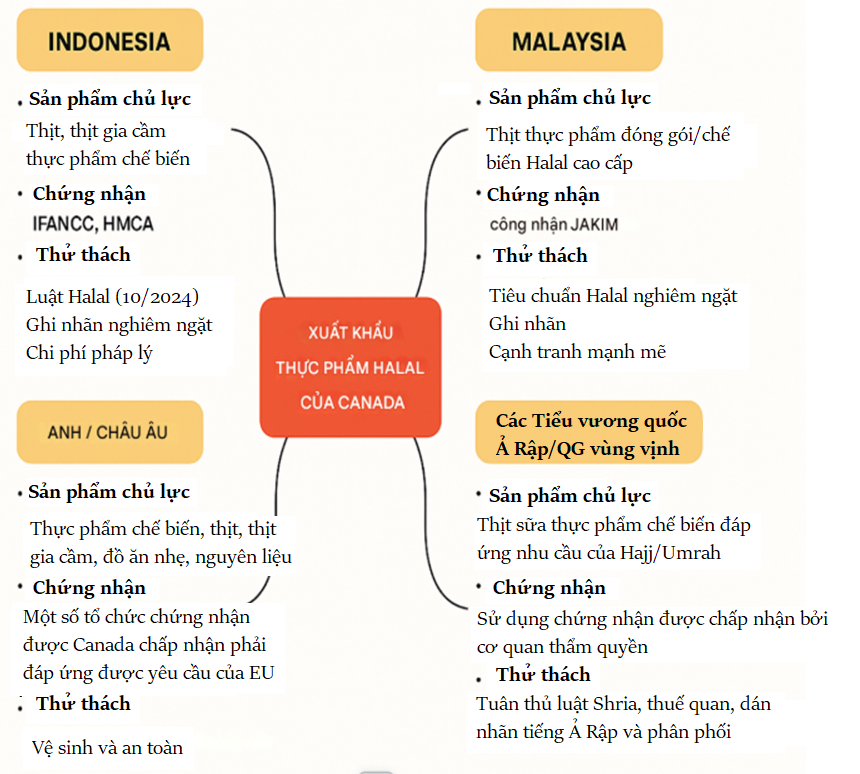 INDONESIA
• Sản phẩm chủ lực
Thịt, thịt gia cầm
thực phẩm chế biến
• Chứng nhận
IFANCC, HMCA
• Thử thách
Luật Halal (10/2024)
Ghi nhãn nghiêm ngặt
Chi phí pháp lý
MALAYSIA
• Sản phẩm chủ lực
Thịt thực phẩm đóng gói/chế
biến Halal cao cấp
• Chứng nhận
công nhận JAKIM
• Thử thách
Tiêu chuẩn Halal nghiêm ngặt
Ghi nhãn
Cạnh tranh mạnh mẽ
XUẤT KHẨU
THỰC PHẨM HALAL
CỦA CANADA
ANH / CHÂU ÂU
• Sản phẩm chủ lực
Thực phẩm chế biến, thịt, thịt
gia cầm, đồ ăn nhẹ, nguyên liệu
• Chứng nhận
Một số tổ chức chứng nhận
được Canada chấp nhận phải
đáp ứng được yêu cầu của EU
• Thử thách
Vệ sinh và an toàn
Các Tiểu vương quốc
Ả Rập/QG vùng vịnh
• Sản phẩm chủ lực
Thịt sữa thực phẩm chế biến đáp
ứng nhu cầu của Hajj/Umrah
• Chứng nhận
Sử dụng chứng nhận được chấp nhận bởi
cơ quan thẩm quyền
• Thử thách
Tuân thủ luật Shria, thuế quan, dán
nhãn tiếng Ả Rập và phân phối